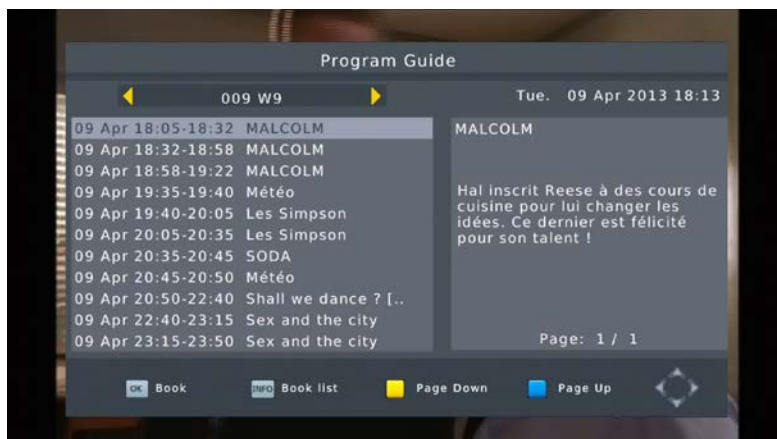 Program Guide
009 W9
Tue. 09 Apr 2013 18:13
09 Apr 18:05-18:32 MALCOLM
09 Apr 18:32-18:58 MALCOLM
09 Apr 18:58-19:22 MALCOLM
09 Apr 19:35-19:40 Météo
09 Apr 19:40-20:05 Les Simpson
09 Apr 20:05-20:35 Les Simpson
09 Apr 20:35-20:45 SODA
09 Apr 20:45-20:50 Météo
09 Apr 20:50-22:40 Shall we dance ? [..
09 Apr 22:40-23:15 Sex and the city
09 Apr 23:15-23:50 Sex and the city
MALCOLM
Hal inscrit Reese à des cours de
cuisine pour lui changer les
idées. Ce dernier est félicité
pour son talent !
Page: 1 / 1
OK Book
INFO Book list
Page Down
Page Up